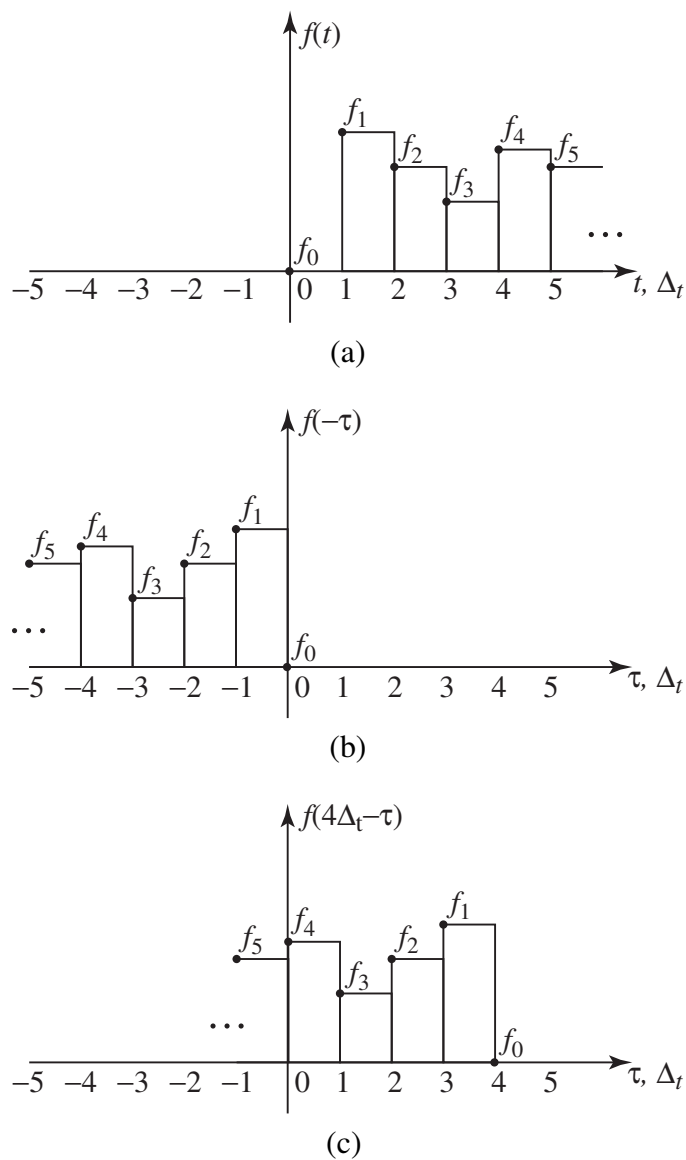 f(t)
f₁
f₄
f₂
f₅
f₃
...
f₀
−5 −4 −3 −2 −1 0 1 2 3 4 5 t, Δₜ
(a)
f(−τ)
f₁
f₅ f₄ f₂
f₃
...
f₀
−5 −4 −3 −2 −1 0 1 2 3 4 5 τ, Δₜ
(b)
f(4Δₜ−τ)
f₁
f₄
f₅ f₂
f₃
...
f₀
−5 −4 −3 −2 −1 0 1 2 3 4 5 τ, Δₜ
(c)